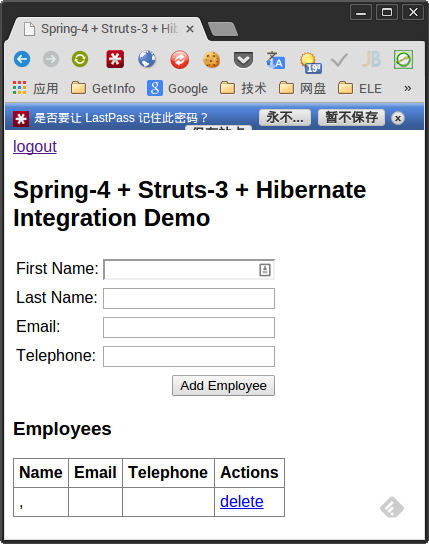 Spring-4 + Struts-3 + Hib
19°
应用
GetInfo
Google
技术
网盘
ELE
»
是否要让 LastPass 记住此密码？
永不...
暂不保存
logout
Spring-4 + Struts-3 + Hibernate
Integration Demo
First Name:
Last Name:
Email:
Telephone:
Add Employee
Employees
Name Email Telephone Actions
, delete